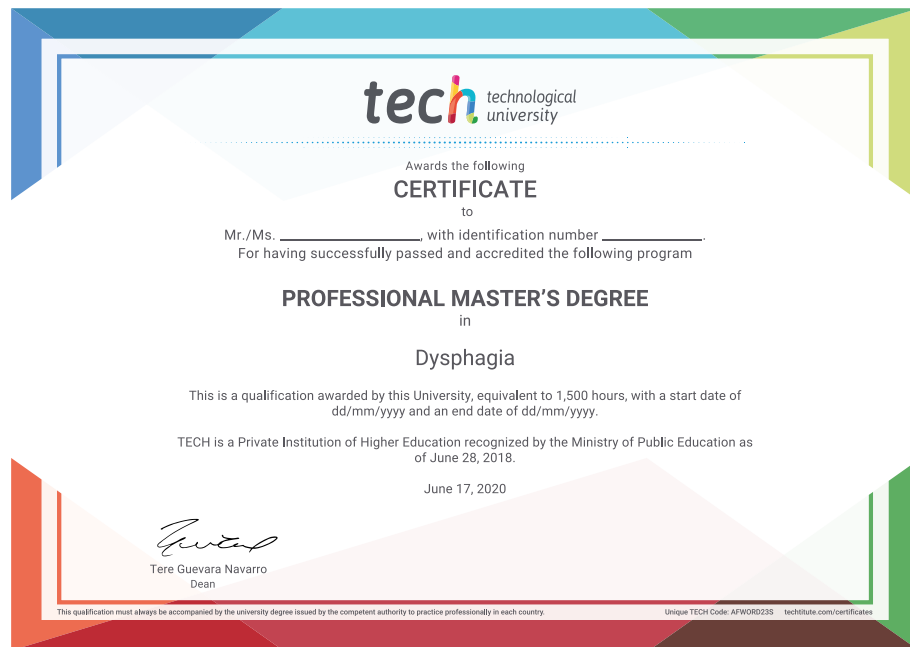 tech technological
university
Awards the following
CERTIFICATE
to
Mr./Ms. ____________________, with identification number ______________.
For having successfully passed and accredited the following program
PROFESSIONAL MASTER'S DEGREE
in
Dysphagia
This is a qualification awarded by this University, equivalent to 1,500 hours, with a start date of
dd/mm/yyyy and an end date of dd/mm/yyyy.
TECH is a Private Institution of Higher Education recognized by the Ministry of Public Education as
of June 28, 2018.
June 17, 2020
Tere Guevara Navarro
Dean
This qualification must always be accompanied by the university degree issued by the competent authority to practice professionally in each country. Unique TECH Code: AFWORD23S techtitute.com/certificates